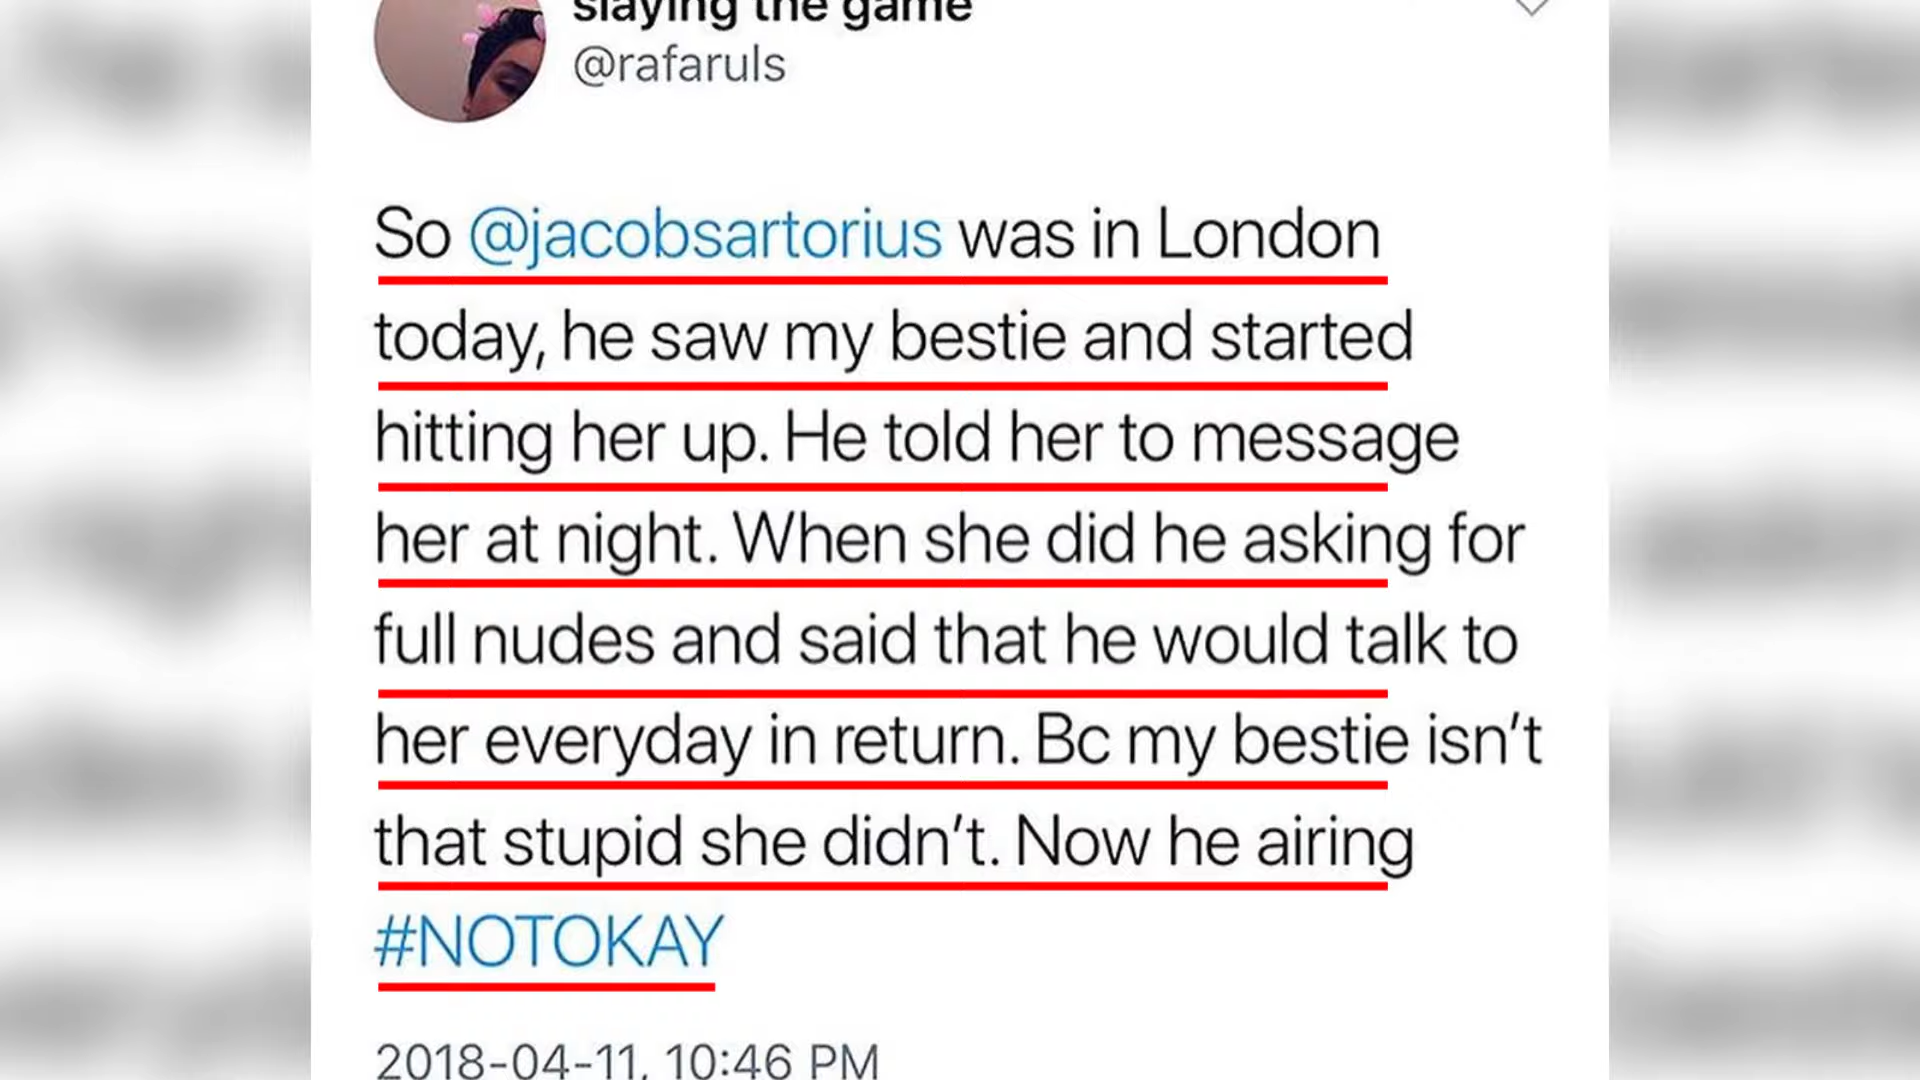 slaying the game
@rafaruls
So @jacobsartorius was in London
today, he saw my bestie and started
hitting her up. He told her to message
her at night. When she did he asking for
full nudes and said that he would talk to
her everyday in return. Bc my bestie isn't
that stupid she didn't. Now he airing
#NOTOKAY
2018-04-11, 10:46 PM